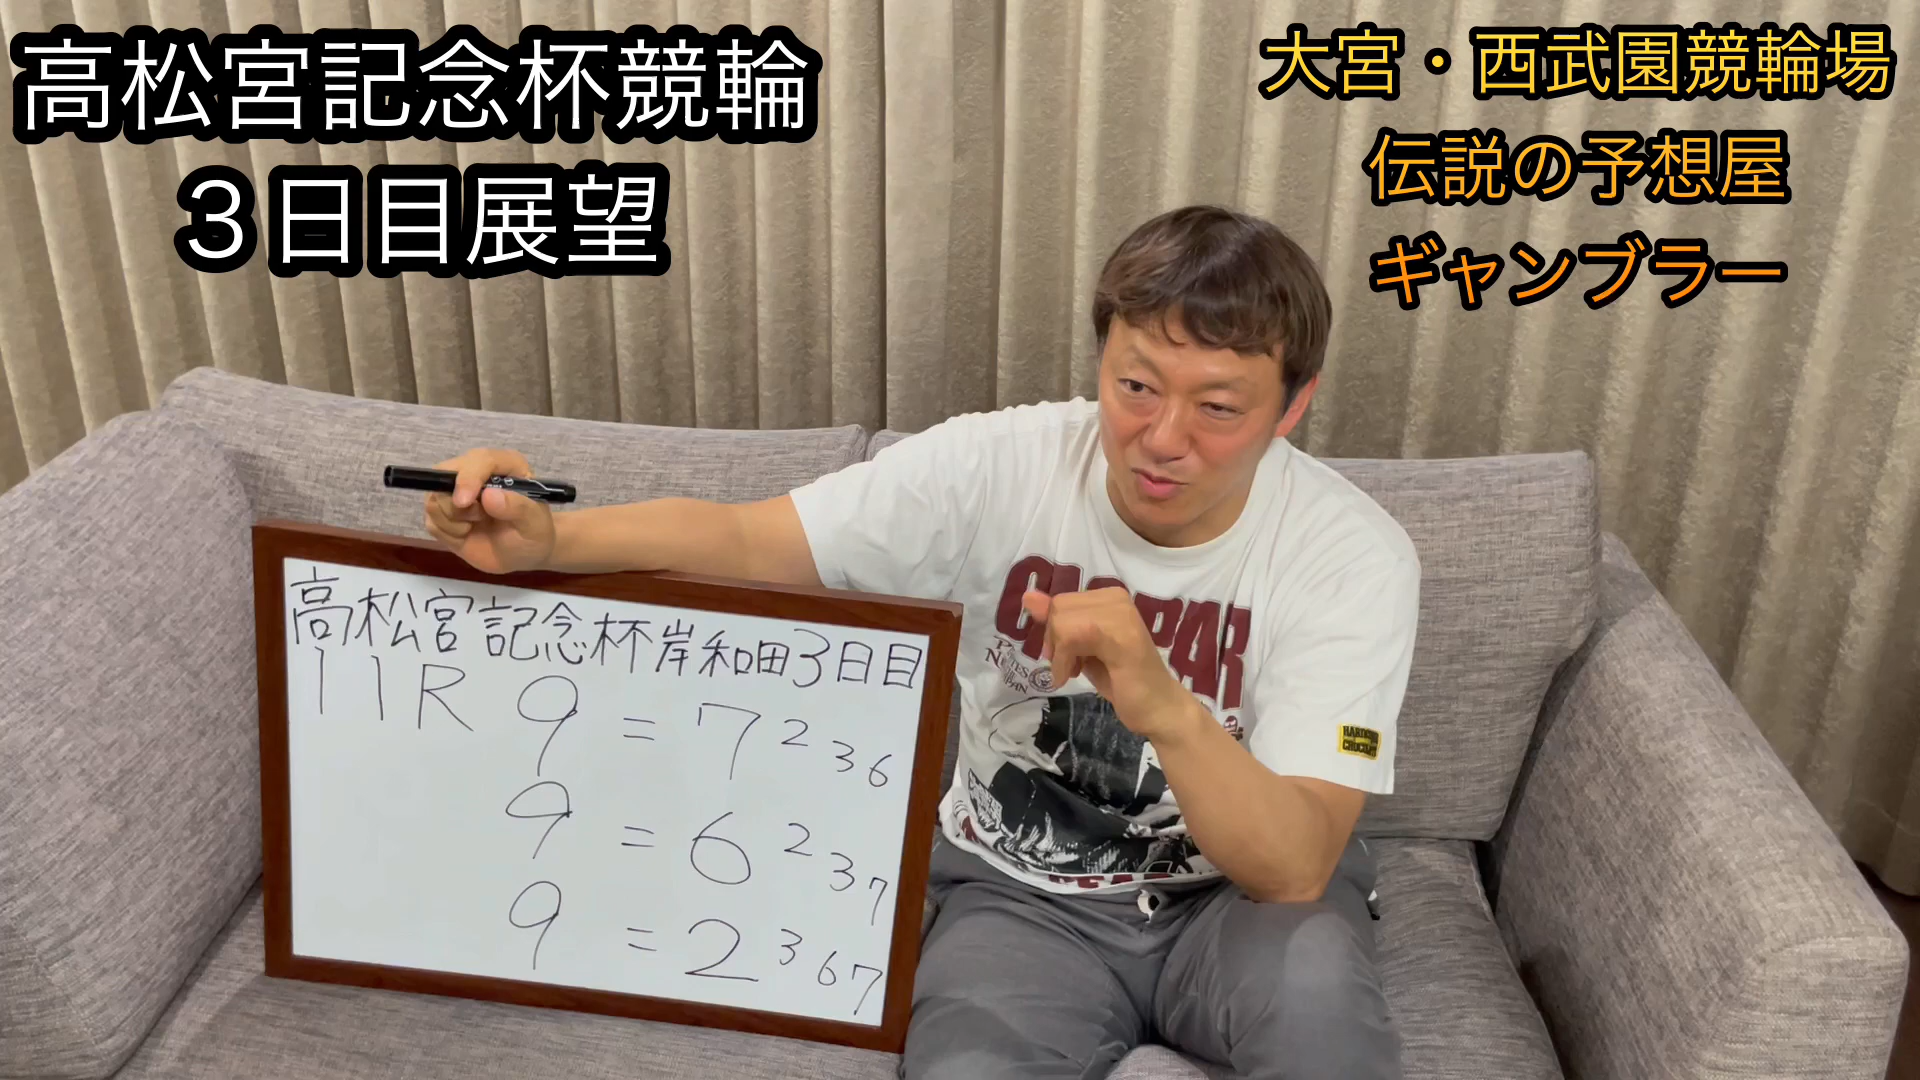 高松宮記念杯競輪
３日目展望
大宮・西武園競輪場
伝説の予想屋
ギャンブラー
高松宮記念杯岸和田3日目
11R 9=7 2 3 6
9=6 2 3 7
9=2 3 6 7
HARDCORE
CHOCOLATE